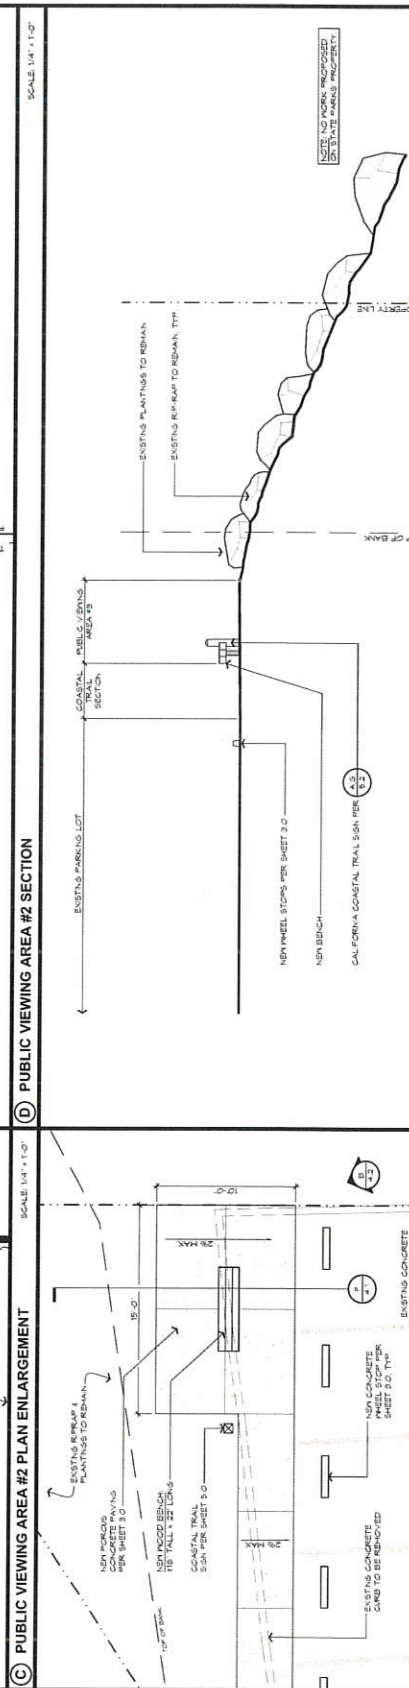 D PUBLIC VIEWING AREA #2 SECTION
SCALE: 1/4" = 1'-0"
EXISTING PARKING LOT
COASTAL
TRAIL
SECTION
PUBLIC VIEWING
AREA #3
EXISTING PLANTINGS TO REMAIN
EXISTING RIP-RAP TO REMAIN, TYP
NOTE: NO WORK PROPOSED
ON STATE PARKS PROPERTY
OF BANK
PROPERTY LINE
NEW WHEEL STOPS PER SHEET 3.0
NEW BENCH
CALIFORNIA COASTAL TRAIL SIGN PER
5.2
C PUBLIC VIEWING AREA #2 PLAN ENLARGEMENT
SCALE: 1/4" = 1'-0"
EXISTING RIPRAP &
PLANTINGS TO REMAIN
NEW POROUS
CONCRETE PAVING
PER SHEET 3.0
15'-0"
10'-0"
2% MAX
TOP OF BANK
NEW WOOD BENCH,
LONG
COASTAL TRAIL
SIGN PER SHEET 5.0
MAX
B
4.2
F
4.1
EXISTING CONCRETE
CURB TO BE REMOVED
NEW CONCRETE
WHEEL STOP PER
SHEET 3.0, TYP
EXISTING CONCRETE